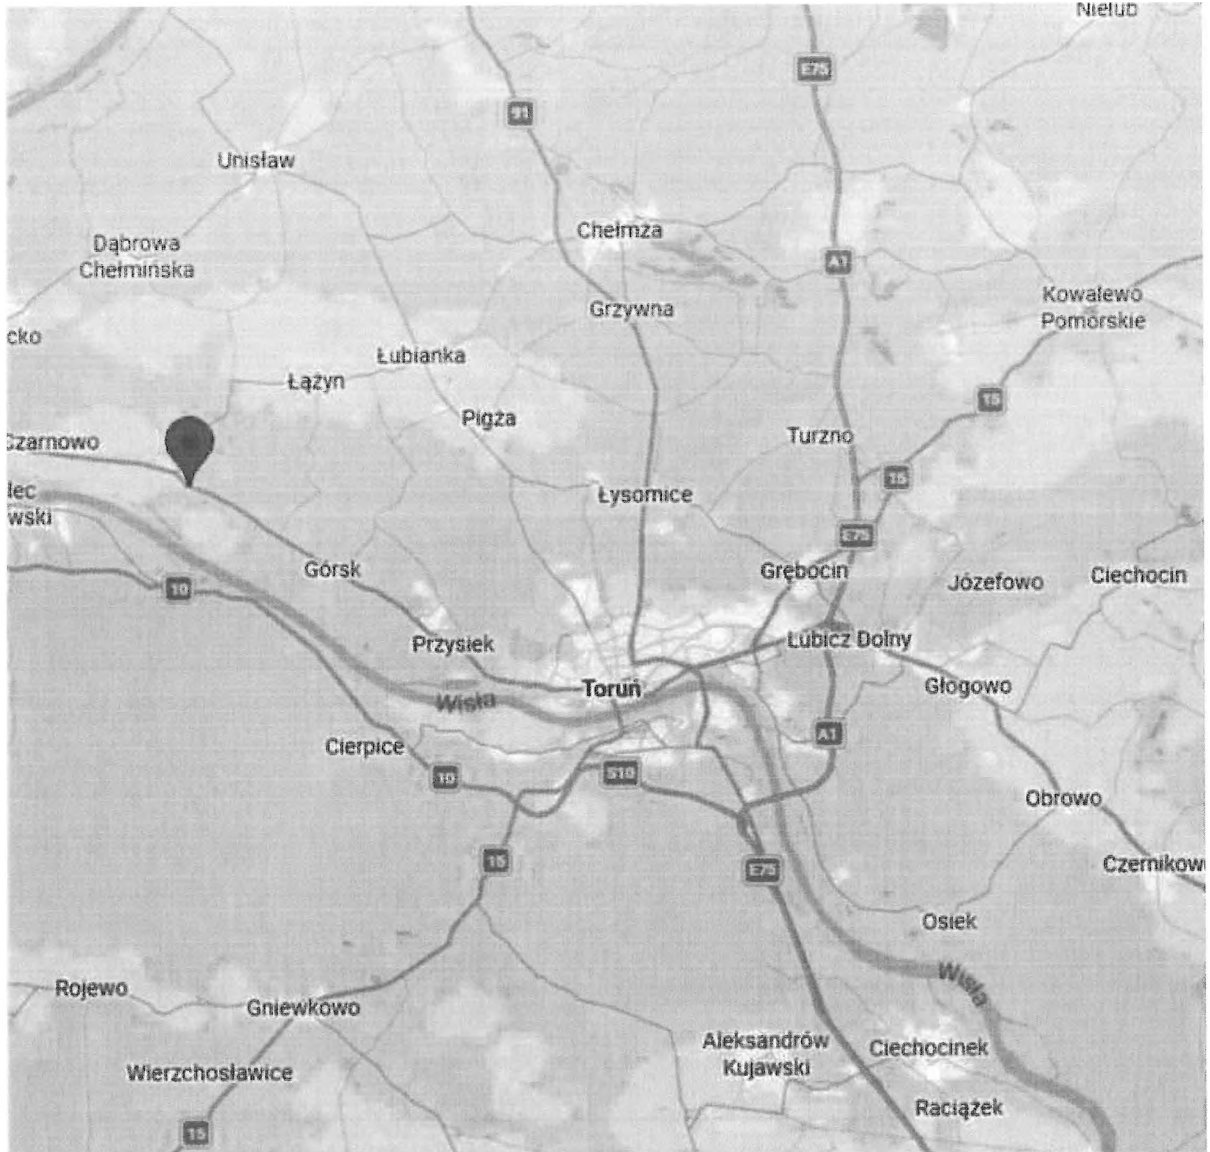 Nielub
E75
91
Unisław
Chełmża
Dąbrowa
Chełmińska
A1
Kowalewo
Pomorskie
Grzywna
cko
Łubianka
Łążyn
15
Pigża
Czarnowo
Turzno
15
lec
wski
Łysomice
E75
Górsk
Grębocin
Józefowo
Ciechocin
10
Przysiek
Lubicz Dolny
Toruń
Głogowo
Wisła
A1
Cierpice
10
S10
Obrowo
15
E75
Czernikow
Osiek
Wisła
Rojewo
Gniewkowo
Aleksandrów
Kujawski
Ciechocinek
Wierzchosławice
Raciążek
15